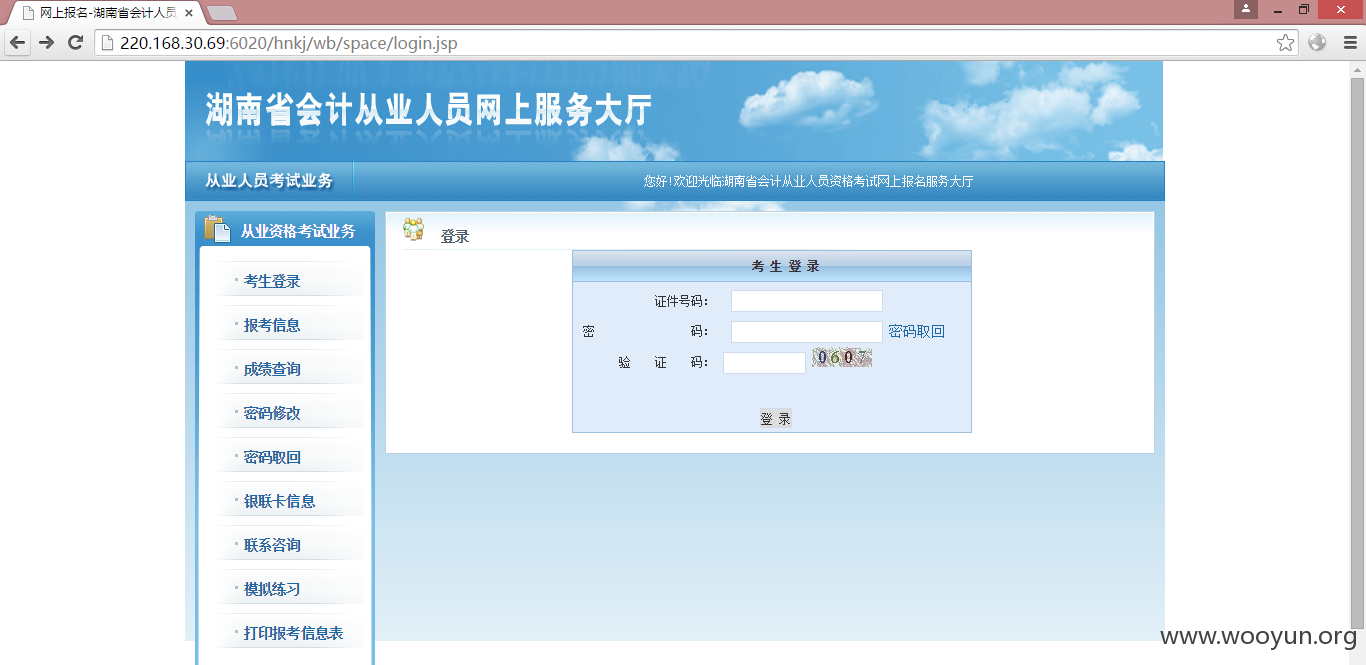 网上报名-湖南省会计人员
220.168.30.69:6020/hnkj/wb/space/login.jsp
湖南省会计从业人员网上服务大厅
从业人员考试业务
您好!欢迎光临湖南省会计从业人员资格考试网上报名服务大厅
从业资格考试业务
登录
考生登录
考生登录
证件号码:
报考信息
密 码: 密码取回
验 证 码: 0607
成绩查询
密码修改
登 录
密码取回
银联卡信息
联系咨询
模拟练习
打印报考信息表
www.wooyun.org